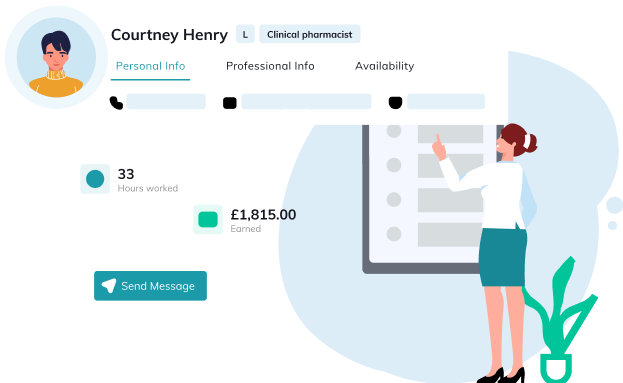 Courtney Henry L Clinical pharmacist
Personal Info Professional Info Availability
33
Hours worked
£1,815.00
Earned
Send Message